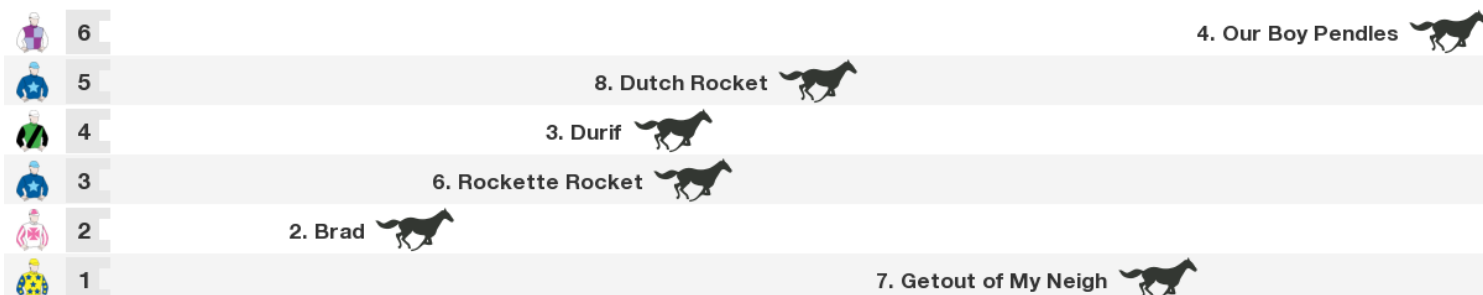 6 4. Our Boy Pendles
5 8. Dutch Rocket
4 3. Durif
3 6. Rockette Rocket
2 2. Brad
1 7. Getout of My Neigh